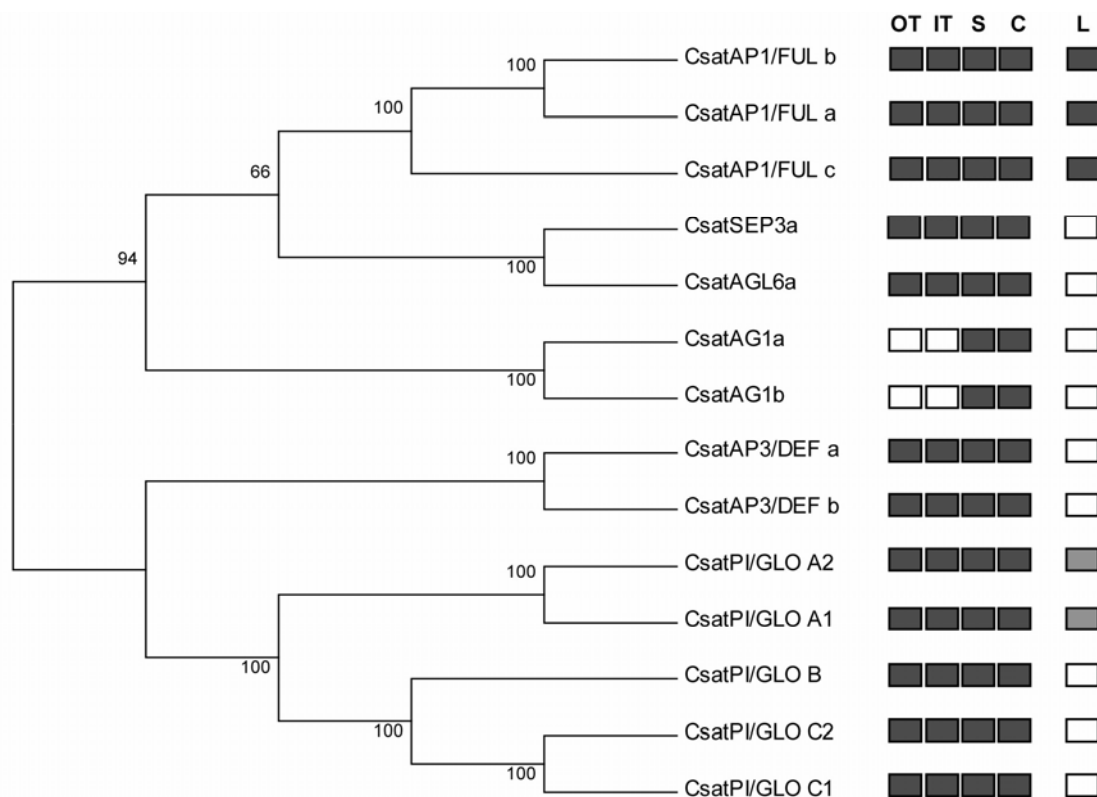 OT IT S C L
100 CsatAP1/FUL b
100 CsatAP1/FUL a
66 CsatAP1/FUL c
94 CsatSEP3a
100 CsatAGL6a
CsatAG1a
100 CsatAG1b
100 CsatAP3/DEF a
CsatAP3/DEF b
100 CsatPI/GLO A2
100 CsatPI/GLO A1
CsatPI/GLO B
100 CsatPI/GLO C2
100 CsatPI/GLO C1